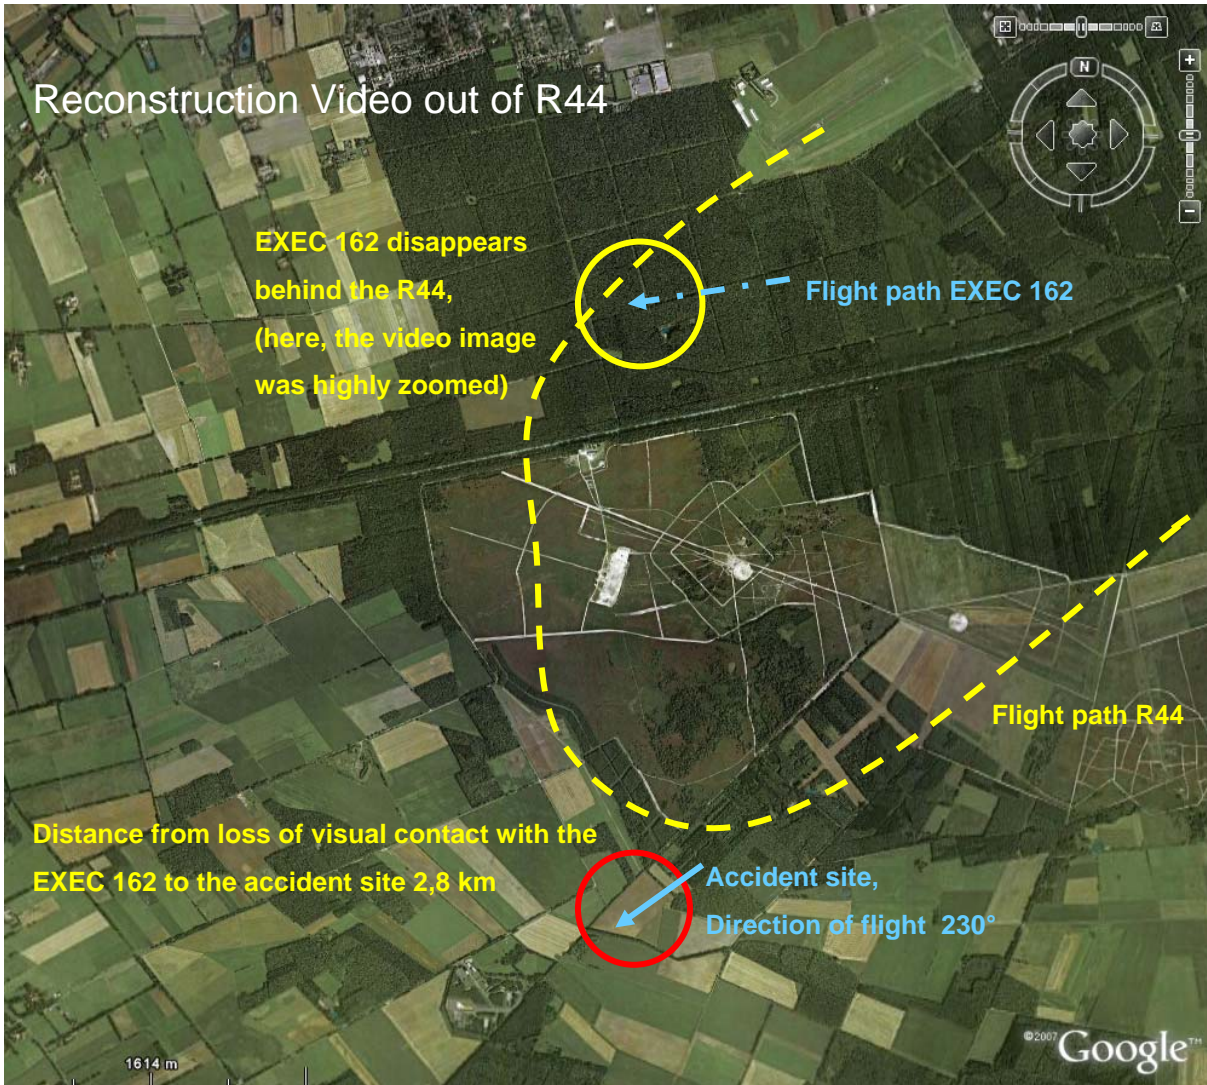 Reconstruction Video out of R44
N
EXEC 162 disappears
behind the R44,
(here, the video image
was highly zoomed)
Flight path EXEC 162
Flight path R44
Distance from loss of visual contact with the
EXEC 162 to the accident site 2,8 km
Accident site,
Direction of flight  230°
1614 m
©2007 Google™